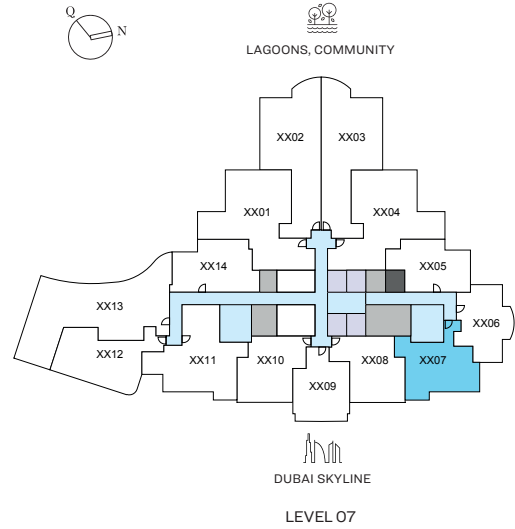 Q
N
LAGOONS, COMMUNITY
XX02 XX03
XX01 XX04
XX14 XX05
XX13 XX06
XX12 XX11 XX10 XX08 XX07
XX09
DUBAI SKYLINE
LEVEL 07